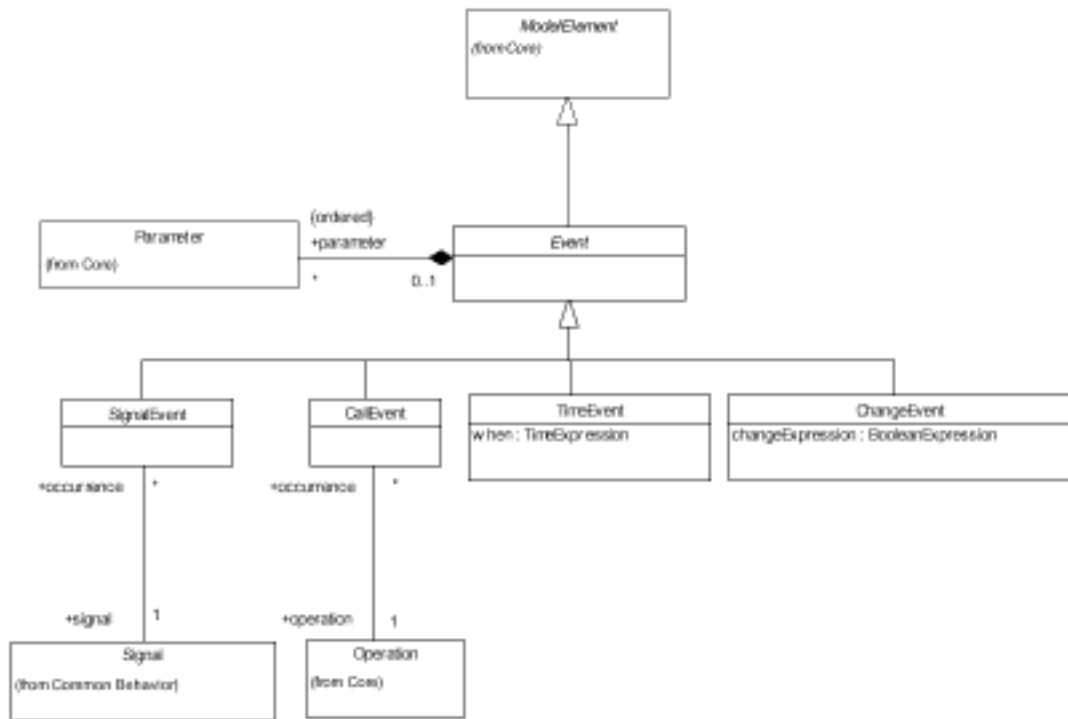 ModelElement
(from Core)
{ordered}
+parameter
Parameter
(from Core)
*
0..1
Event
SignalEvent
CallEvent
TimeEvent
when : TimeExpression
ChangeEvent
changeExpression : BooleanExpression
+occurrence
*
+occurrence
*
+signal
1
+operation
1
Signal
(from Common Behavior)
Operation
(from Core)